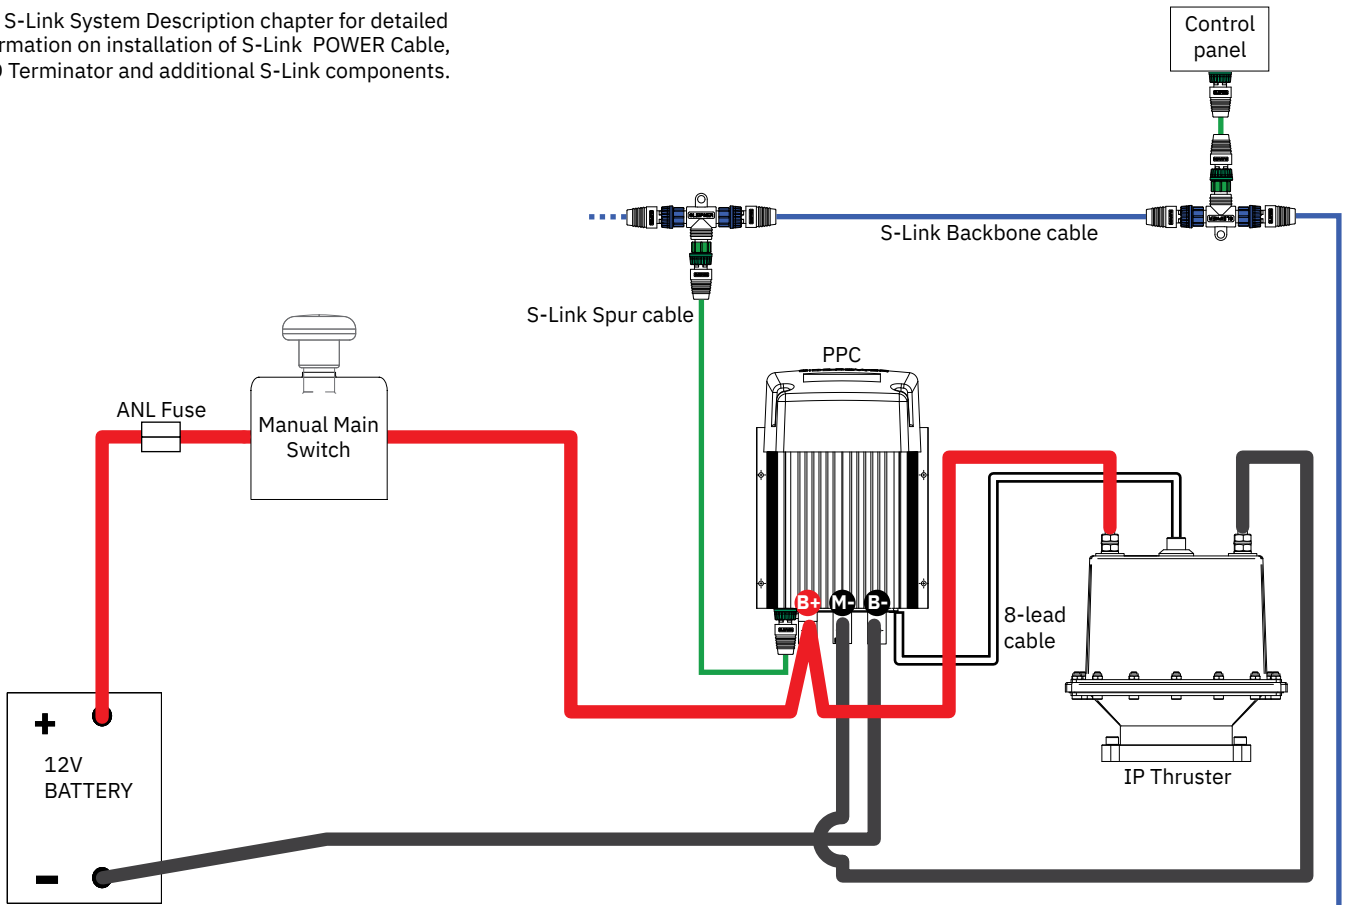 S-Link System Description chapter for detailed
rmation on installation of S-Link POWER Cable,
Terminator and additional S-Link components.
Control
panel
S-Link Backbone cable
S-Link Spur cable
PPC
ANL Fuse
Manual Main
Switch
B+ M- B-
8-lead
cable
+
12V
BATTERY
-
IP Thruster